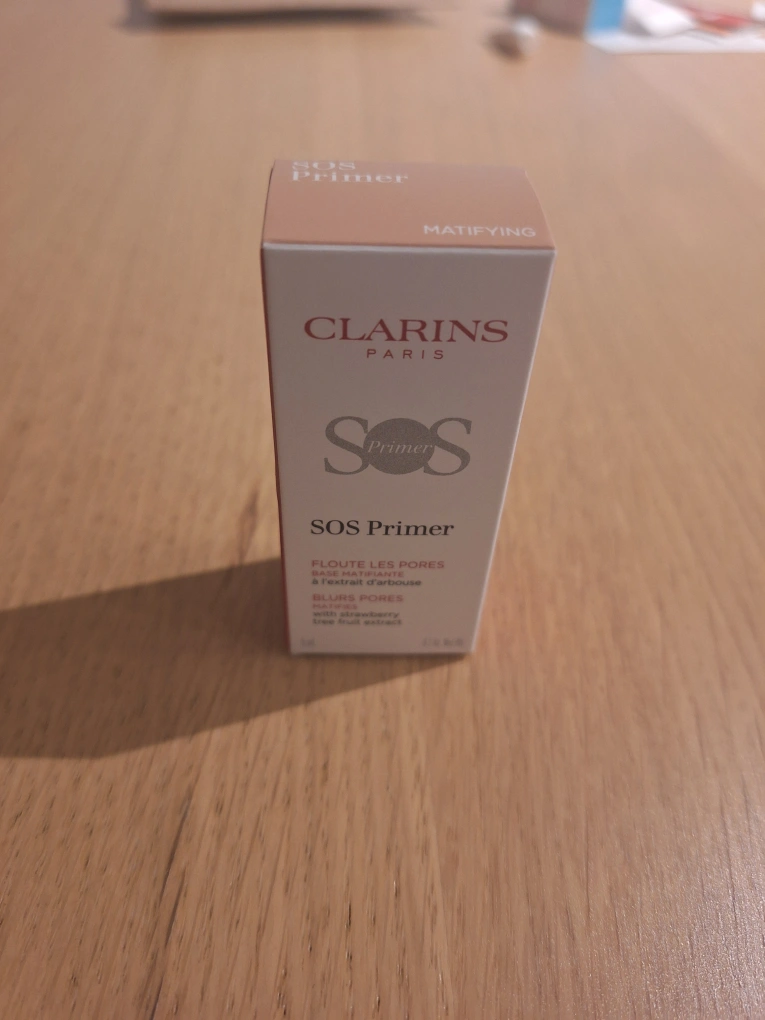 SOS
Primer
MATIFYING
CLARINS
PARIS
SOS
Primer
SOS Primer
FLOUTE LES PORES
BASE MATIFIANTE
à l'extrait d'arbouse
BLURS PORES
MATIFIES
with strawberry
tree fruit extract